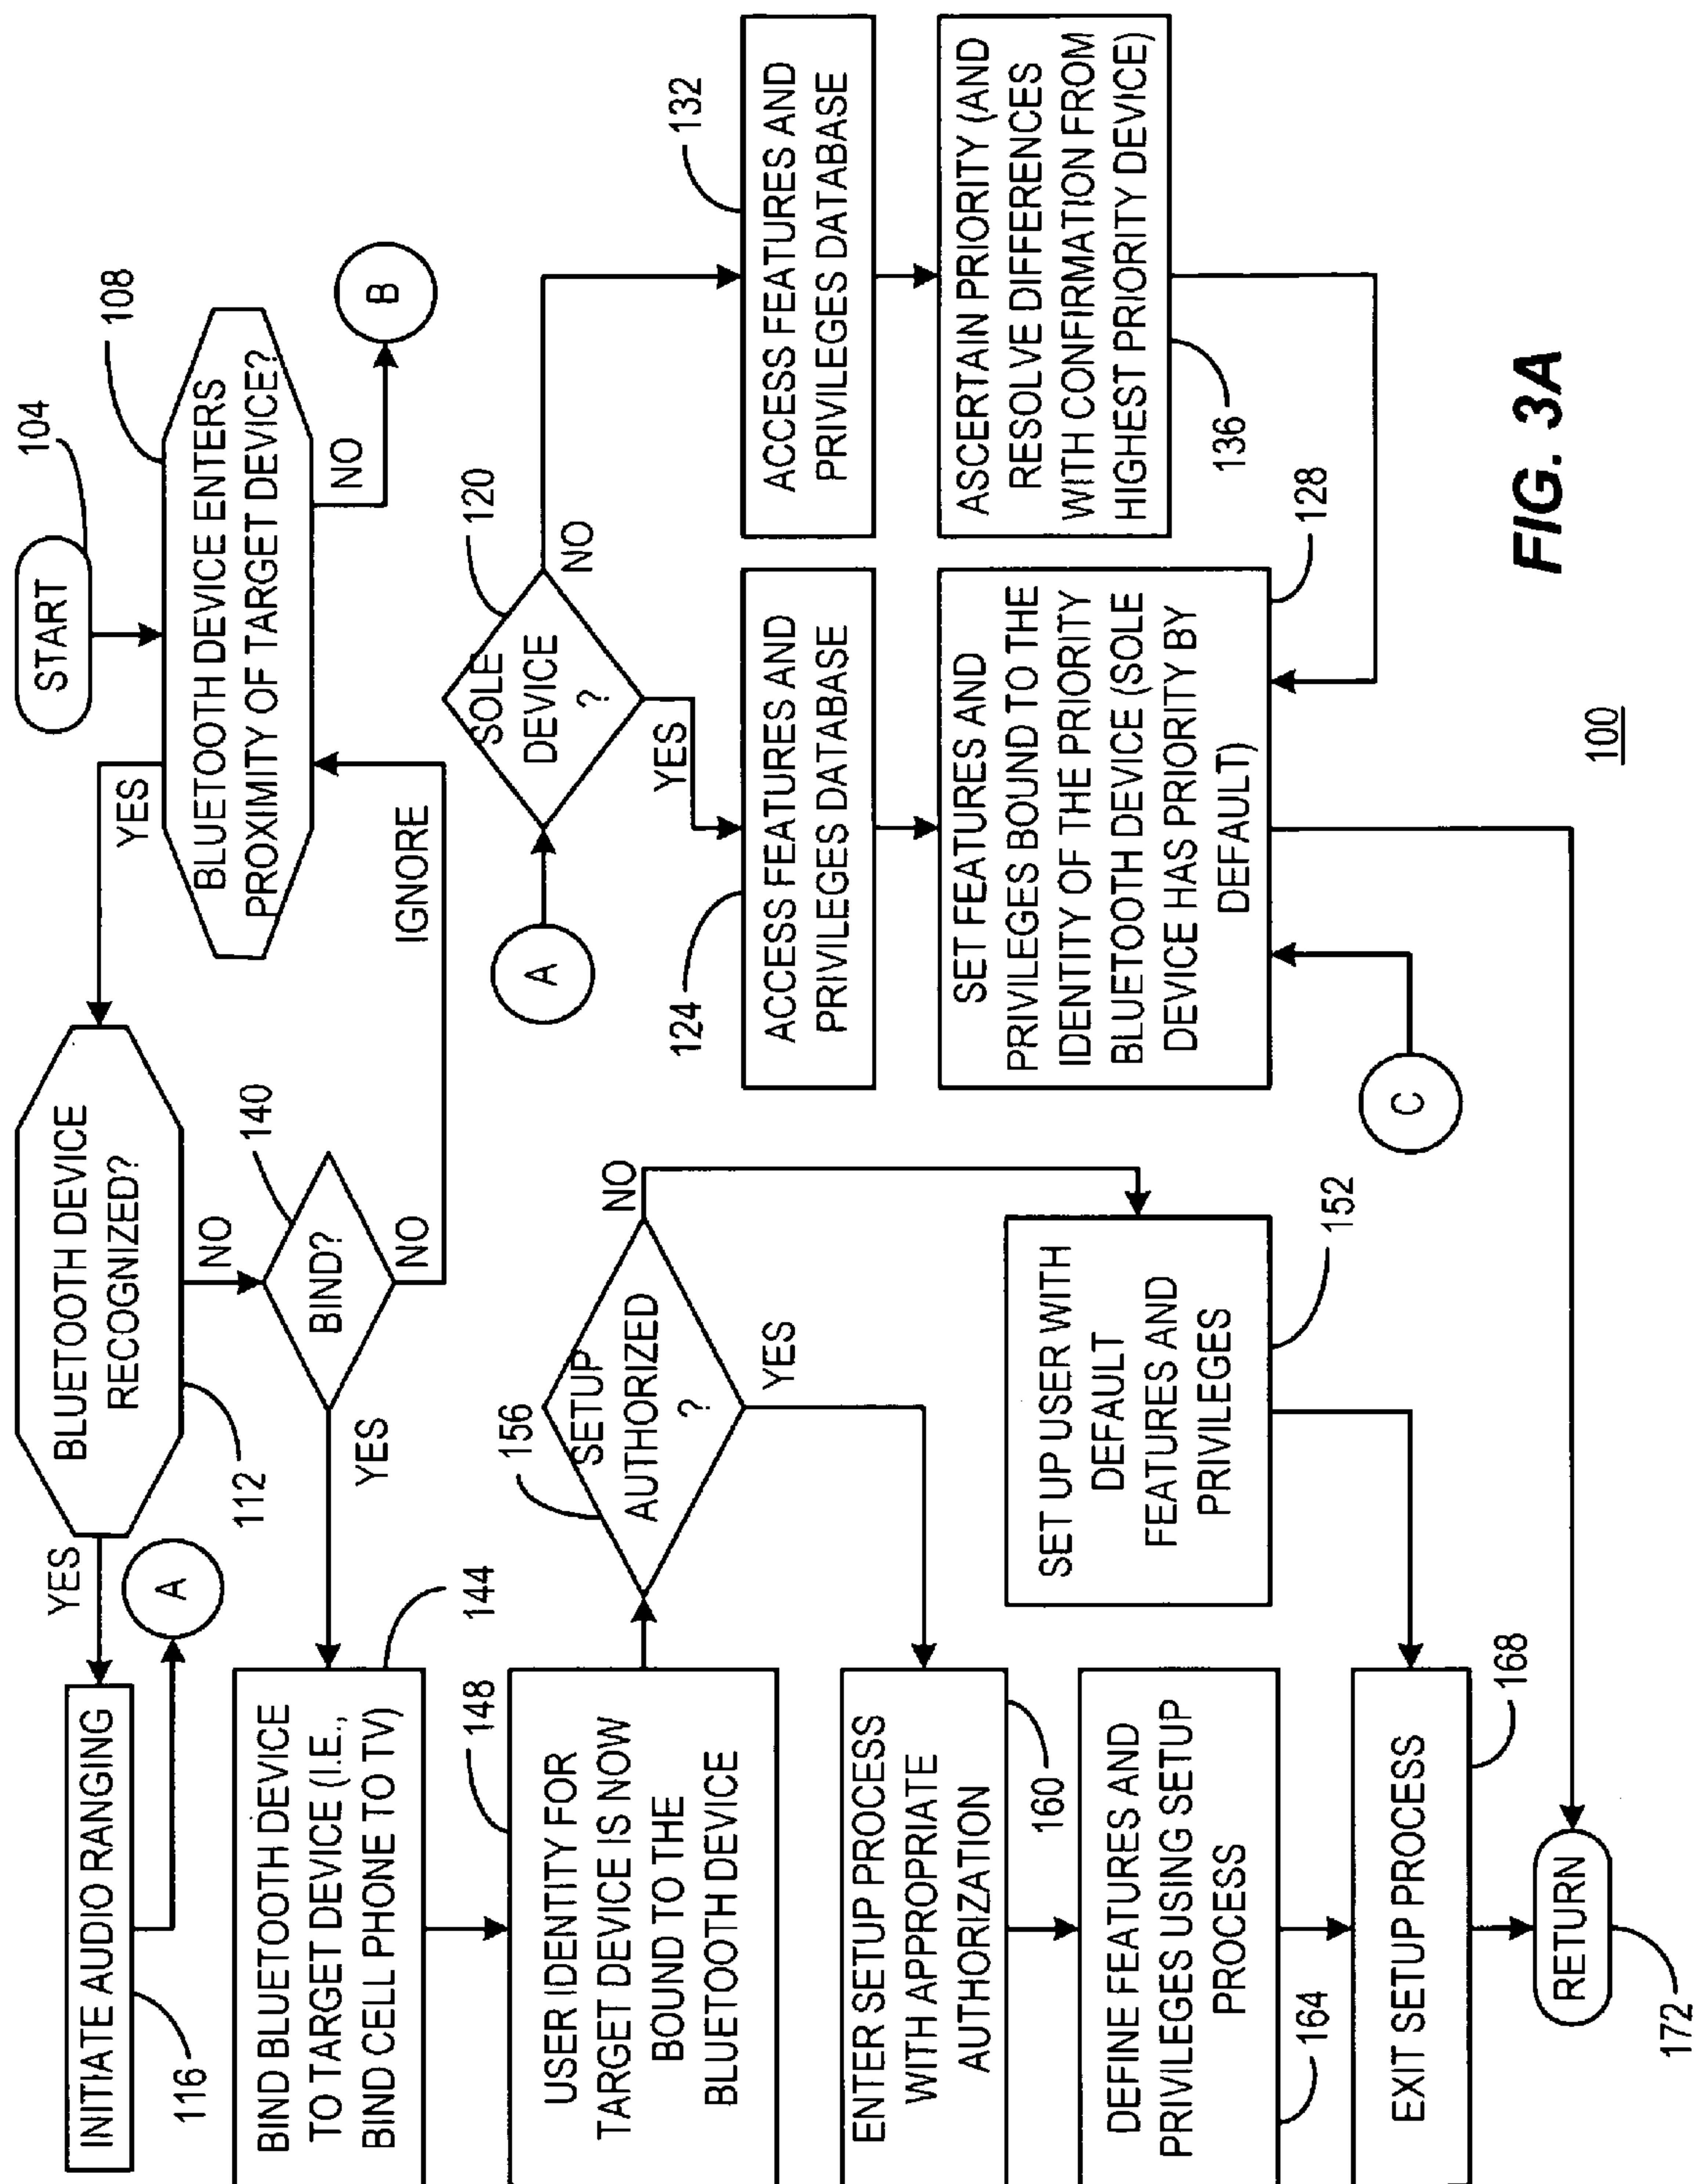 START
104
BLUETOOTH DEVICE ENTERS
PROXIMITY OF TARGET DEVICE?
108
YES
NO
B
BLUETOOTH DEVICE
RECOGNIZED?
112
YES
NO
INITIATE AUDIO RANGING
116
A
BIND?
140
NO
IGNORE
YES
BIND BLUETOOTH DEVICE
TO TARGET DEVICE (I.E.,
BIND CELL PHONE TO TV)
144
USER IDENTITY FOR
TARGET DEVICE IS NOW
BOUND TO THE
BLUETOOTH DEVICE
148
SETUP
AUTHORIZED
?
156
NO
YES
ENTER SETUP PROCESS
WITH APPROPRIATE
AUTHORIZATION
160
DEFINE FEATURES AND
PRIVILEGES USING SETUP
PROCESS
164
SET UP USER WITH
DEFAULT
FEATURES AND
PRIVILEGES
152
EXIT SETUP PROCESS
168
RETURN
172
A
SOLE
DEVICE
?
120
NO
YES
ACCESS FEATURES AND
PRIVILEGES DATABASE
124
ACCESS FEATURES AND
PRIVILEGES DATABASE
132
SET FEATURES AND
PRIVILEGES BOUND TO THE
IDENTITY OF THE PRIORITY
BLUETOOTH DEVICE (SOLE
DEVICE HAS PRIORITY BY
DEFAULT)
128
ASCERTAIN PRIORITY (AND
RESOLVE DIFFERENCES
WITH CONFIRMATION FROM
HIGHEST PRIORITY DEVICE)
136
C
100
FIG. 3A